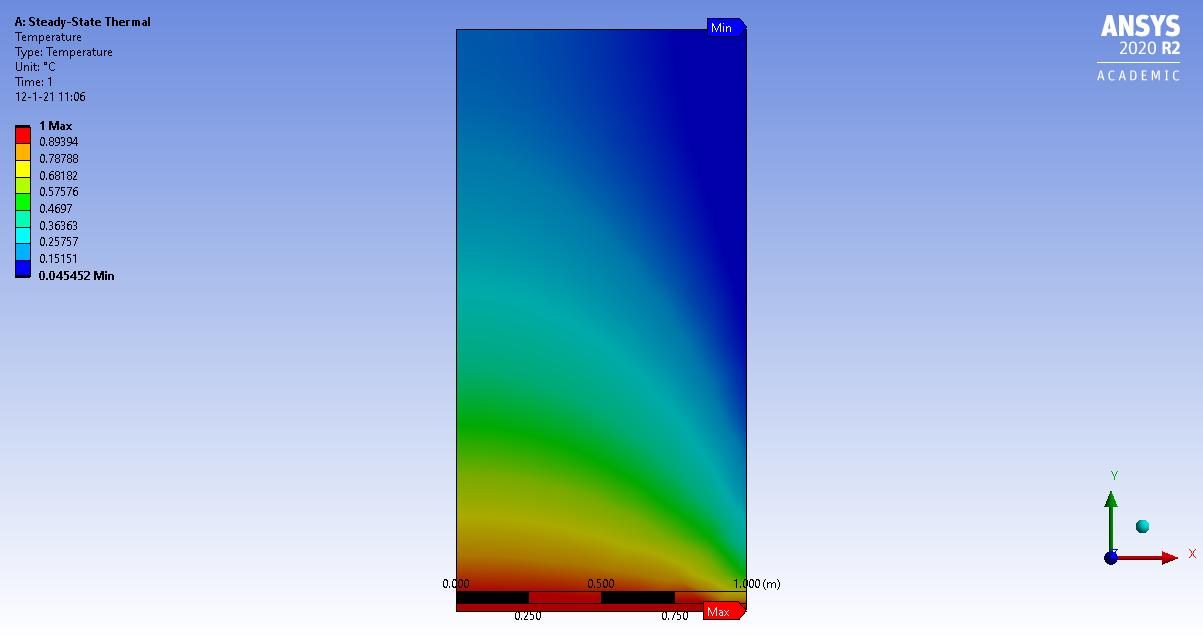 A: Steady-State Thermal
Temperature
Type: Temperature
Unit: °C
Time: 1
12-1-21 11:06
1 Max
0.89394
0.78788
0.68182
0.57576
0.4697
0.36363
0.25757
0.15151
0.045452 Min
Min
ANSYS
2020 R2
ACADEMIC
Y
X
0.000 0.500 1.000 (m)
0.250 0.750
Max